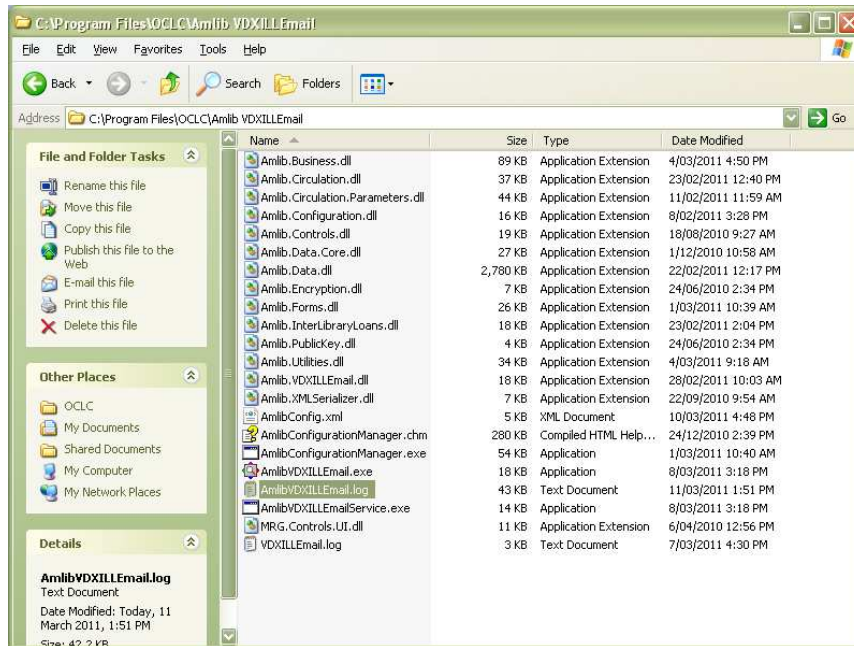 C:\Program Files\OCLC\Amlib VDXILLEmail
File Edit View Favorites Tools Help
Back Search Folders
Address C:\Program Files\OCLC\Amlib VDXILLEmail Go
File and Folder Tasks
Rename this file
Move this file
Copy this file
Publish this file to the
Web
E-mail this file
Print this file
Delete this file
Other Places
OCLC
My Documents
Shared Documents
My Computer
My Network Places
Details
AmlibVDXILLEmail.log
Text Document
Date Modified: Today, 11
March 2011, 1:51 PM
Size: 42.2 KB
Name Size Type Date Modified
Amlib.Business.dll 89 KB Application Extension 4/03/2011 4:50 PM
Amlib.Circulation.dll 37 KB Application Extension 23/02/2011 12:40 PM
Amlib.Circulation.Parameters.dll 44 KB Application Extension 11/02/2011 11:59 AM
Amlib.Configuration.dll 16 KB Application Extension 8/02/2011 3:28 PM
Amlib.Controls.dll 19 KB Application Extension 18/08/2010 9:27 AM
Amlib.Data.Core.dll 27 KB Application Extension 1/12/2010 10:58 AM
Amlib.Data.dll 2,780 KB Application Extension 22/02/2011 12:17 PM
Amlib.Encryption.dll 7 KB Application Extension 24/06/2010 2:34 PM
Amlib.Forms.dll 26 KB Application Extension 1/03/2011 10:39 AM
Amlib.InterLibraryLoans.dll 18 KB Application Extension 23/02/2011 2:04 PM
Amlib.PublicKey.dll 4 KB Application Extension 24/06/2010 2:34 PM
Amlib.Utilities.dll 34 KB Application Extension 4/03/2011 9:18 AM
Amlib.VDXILLEmail.dll 18 KB Application Extension 28/02/2011 10:03 AM
Amlib.XMLSerializer.dll 7 KB Application Extension 22/09/2010 9:54 AM
AmlibConfig.xml 5 KB XML Document 10/03/2011 4:48 PM
AmlibConfigurationManager.chm 280 KB Compiled HTML Help... 24/12/2010 2:39 PM
AmlibConfigurationManager.exe 54 KB Application 1/03/2011 10:40 AM
AmlibVDXILLEmail.exe 18 KB Application 8/03/2011 3:18 PM
AmlibVDXILLEmail.log 43 KB Text Document 11/03/2011 1:51 PM
AmlibVDXILLEmailService.exe 14 KB Application 8/03/2011 3:18 PM
MRG.Controls.UI.dll 11 KB Application Extension 6/04/2010 12:56 PM
VDXILLEmail.log 3 KB Text Document 7/03/2011 4:30 PM